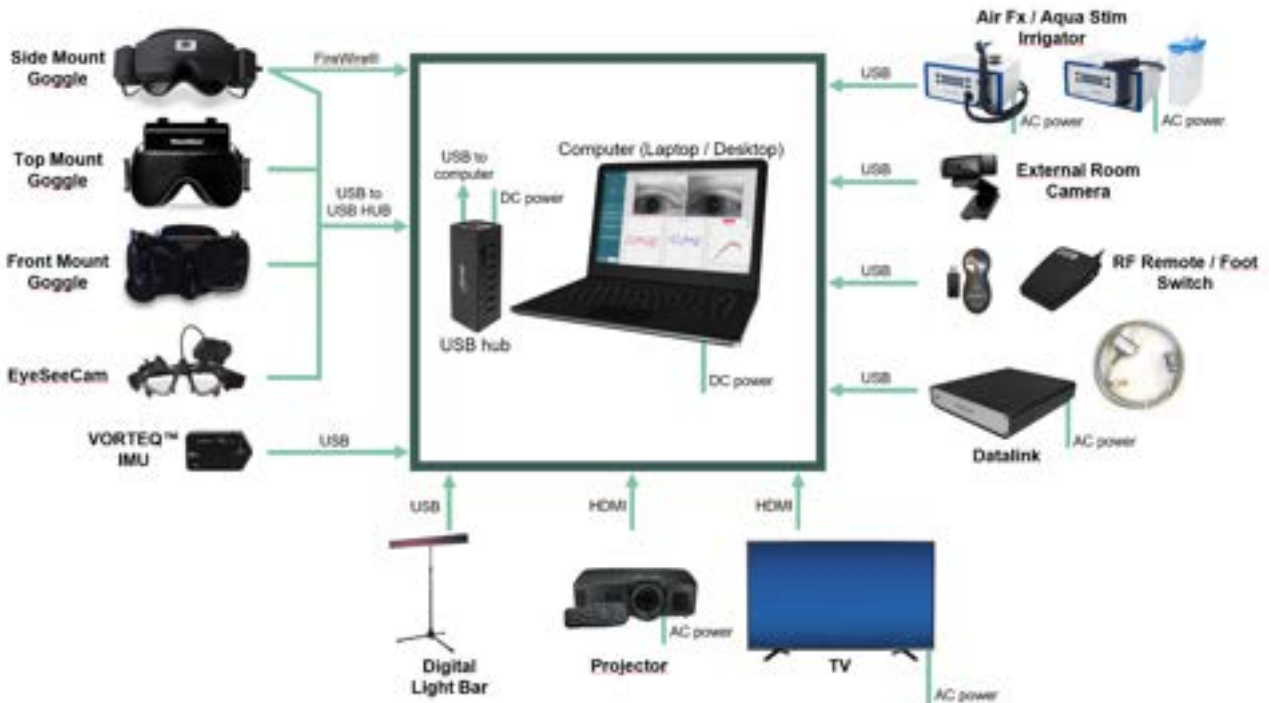 Side Mount
Goggle
FireWire®
Top Mount
Goggle
USB to
USB HUB
Front Mount
Goggle
EyeSeeCam
VORTEQ™
IMU
USB
USB to
computer
DC power
USB hub
Computer (Laptop / Desktop)
DC power
Air Fx / Aqua Stim
Irrigator
USB
AC power
AC power
USB
External Room
Camera
USB
RF Remote / Foot
Switch
USB
AC power
Datalink
USB
Digital
Light Bar
HDMI
AC power
Projector
HDMI
TV
AC power